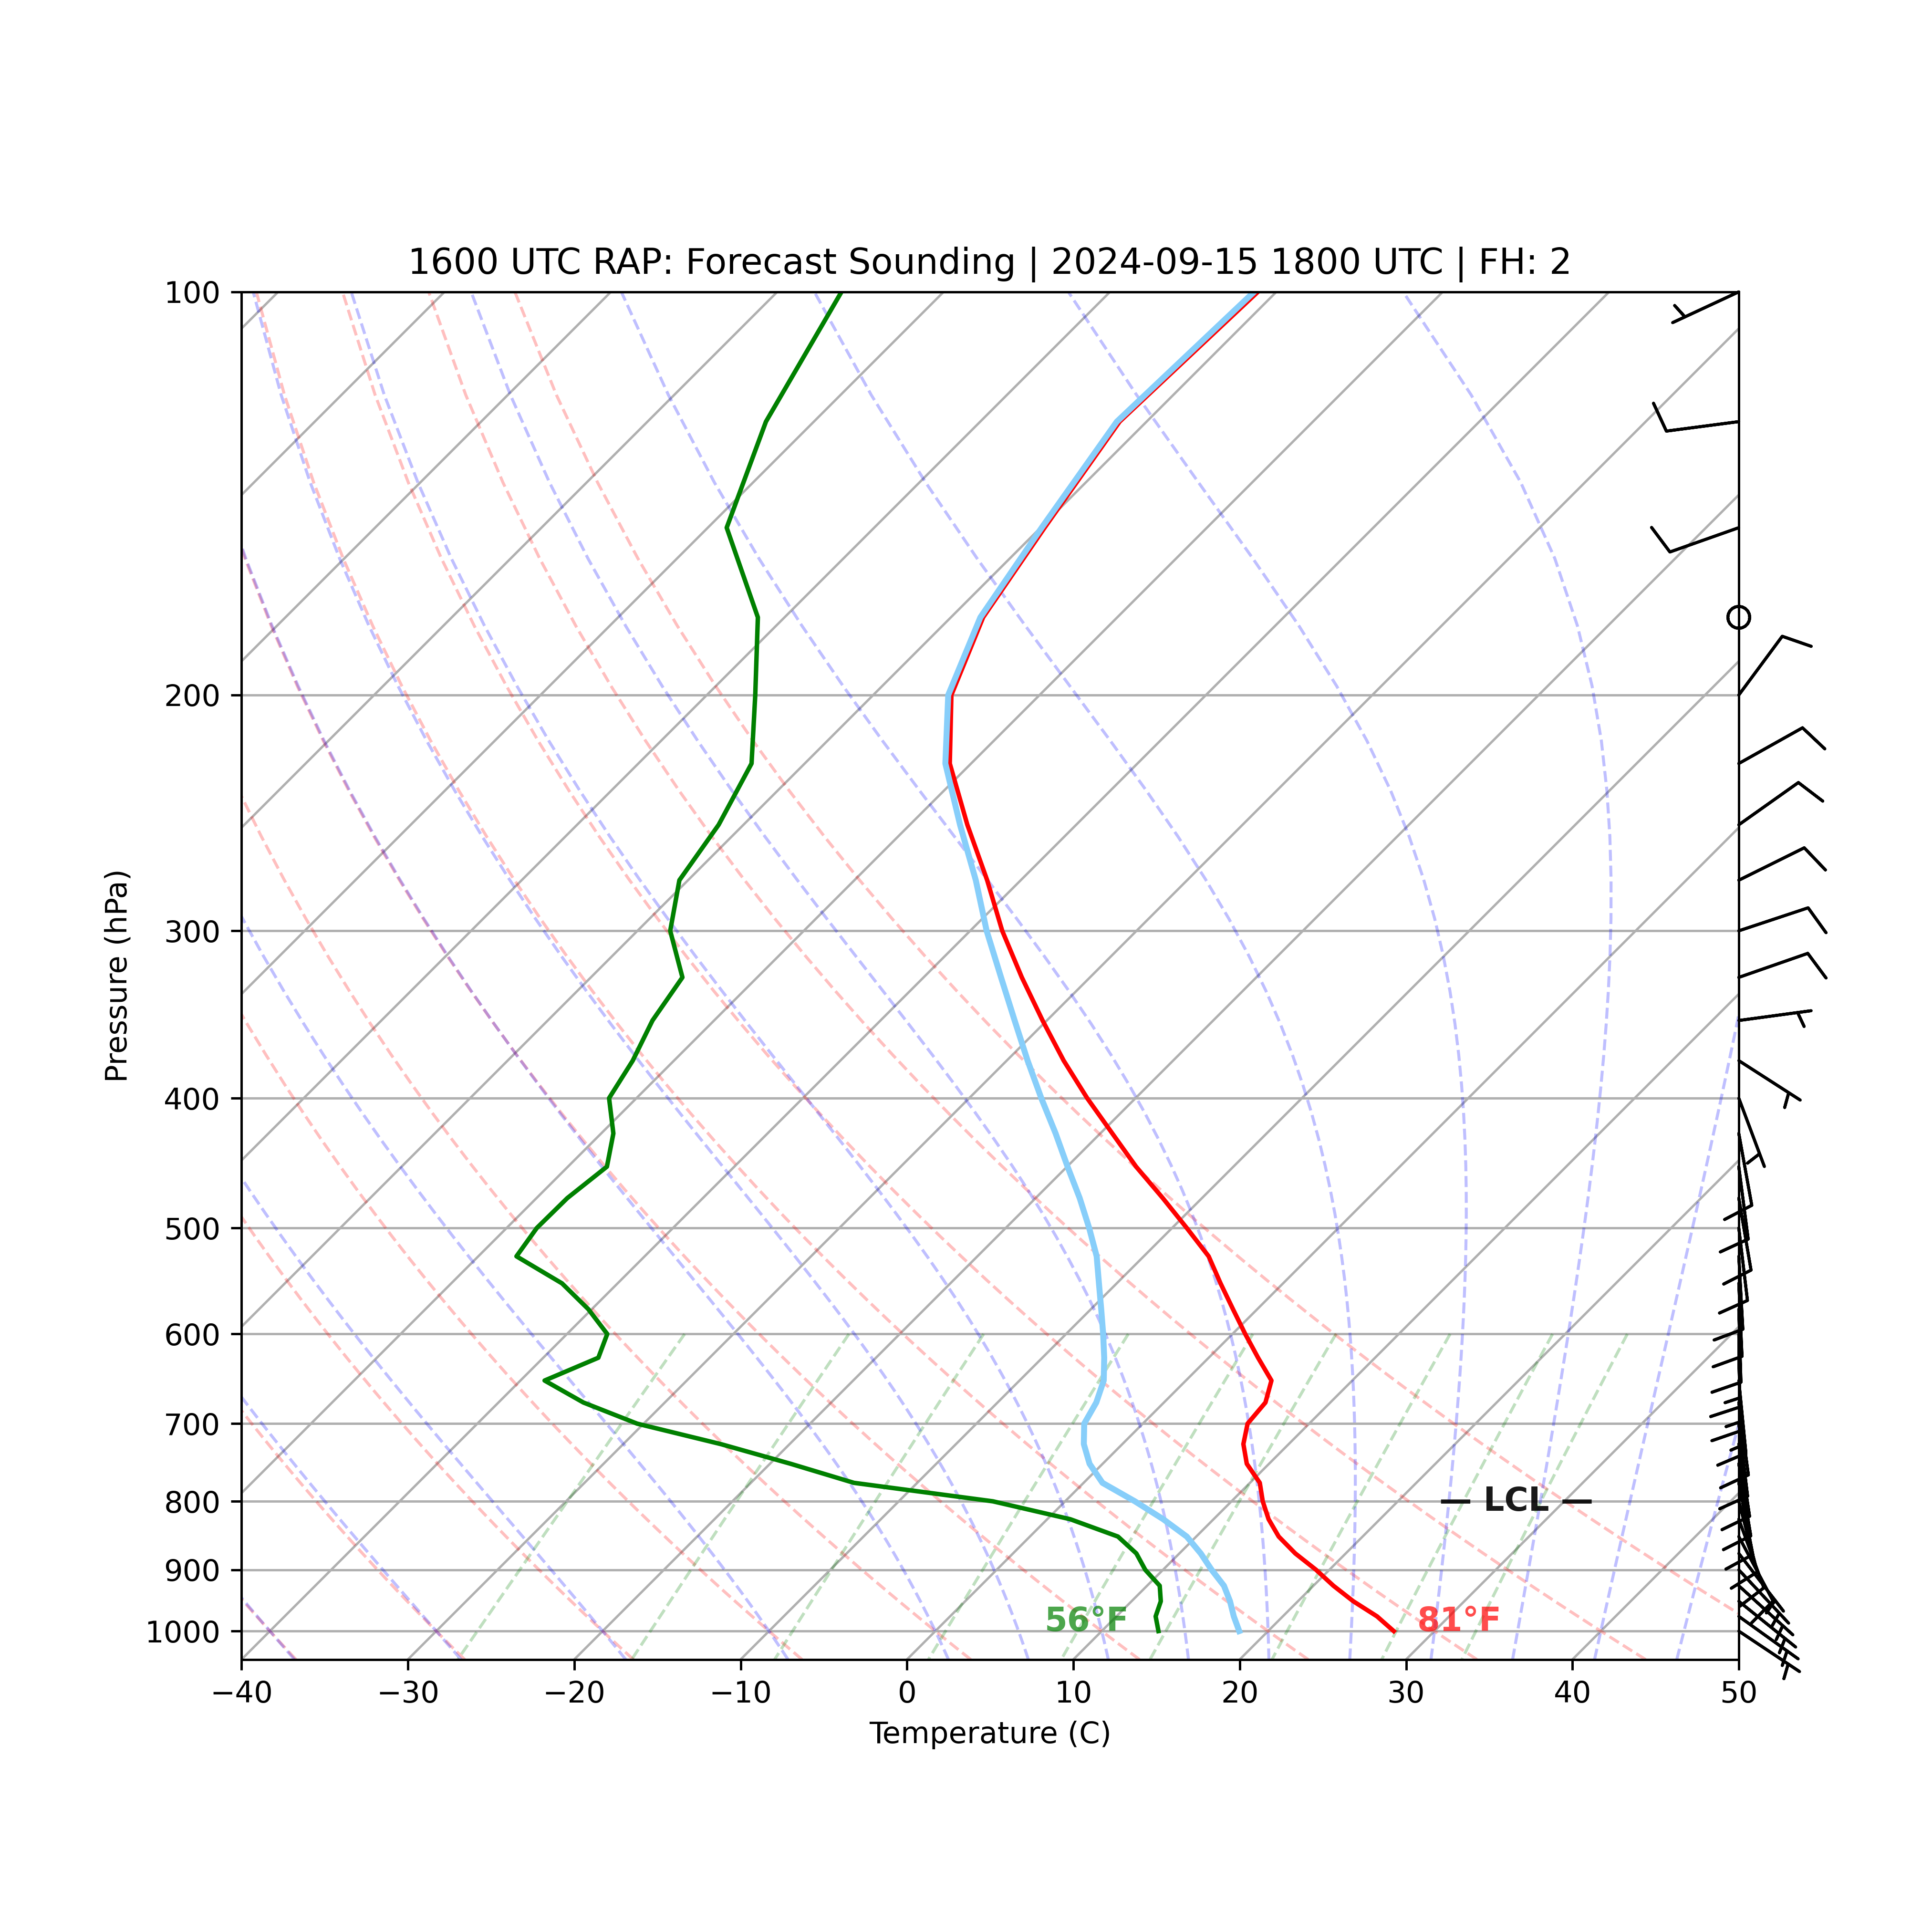 1600 UTC RAP: Forecast Sounding | 2024-09-15 1800 UTC | FH: 2
100
200
300
400
500
600
700
800
900
1000
Pressure (hPa)
— LCL —
56°F
81°F
−40 −30 −20 −10 0 10 20 30 40 50
Temperature (C)